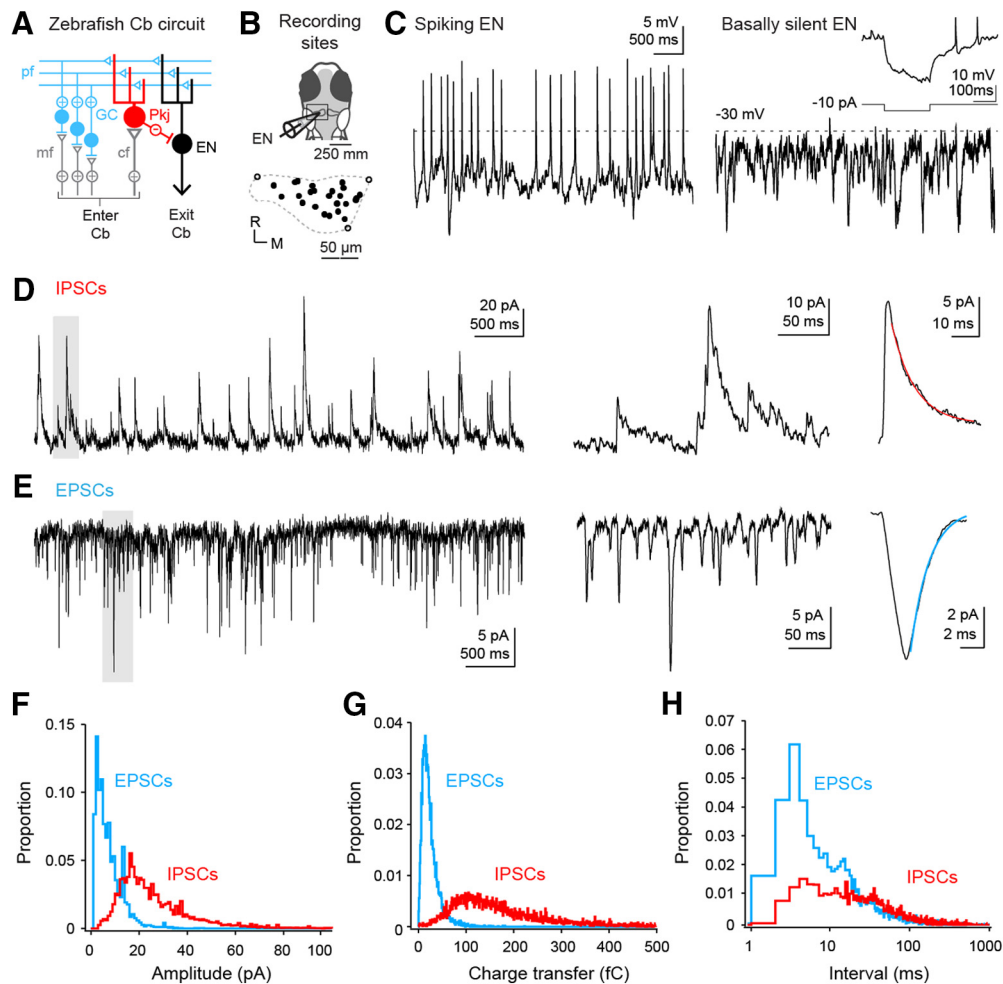 A Zebrafish Cb circuit
pf
GC
Pkj
EN
mf
cf
Enter
Cb
Exit
Cb
B Recording
sites
EN
250 mm
R
M
50 µm
C Spiking EN
5 mV
500 ms
Basally silent EN
10 mV
100ms
-10 pA
-30 mV
D IPSCs
20 pA
500 ms
10 pA
50 ms
5 pA
10 ms
E EPSCs
5 pA
500 ms
5 pA
50 ms
2 pA
2 ms
F
Proportion
0.15
0.10
0.05
0
EPSCs
IPSCs
0 20 40 60 80 100
Amplitude (pA)
G
Proportion
0.04
0.03
0.02
0.01
0
EPSCs
IPSCs
0 100 200 300 400 500
Charge transfer (fC)
H
Proportion
0.07
0.06
0.05
0.04
0.03
0.02
0.01
0
EPSCs
IPSCs
1 10 100 1000
Interval (ms)